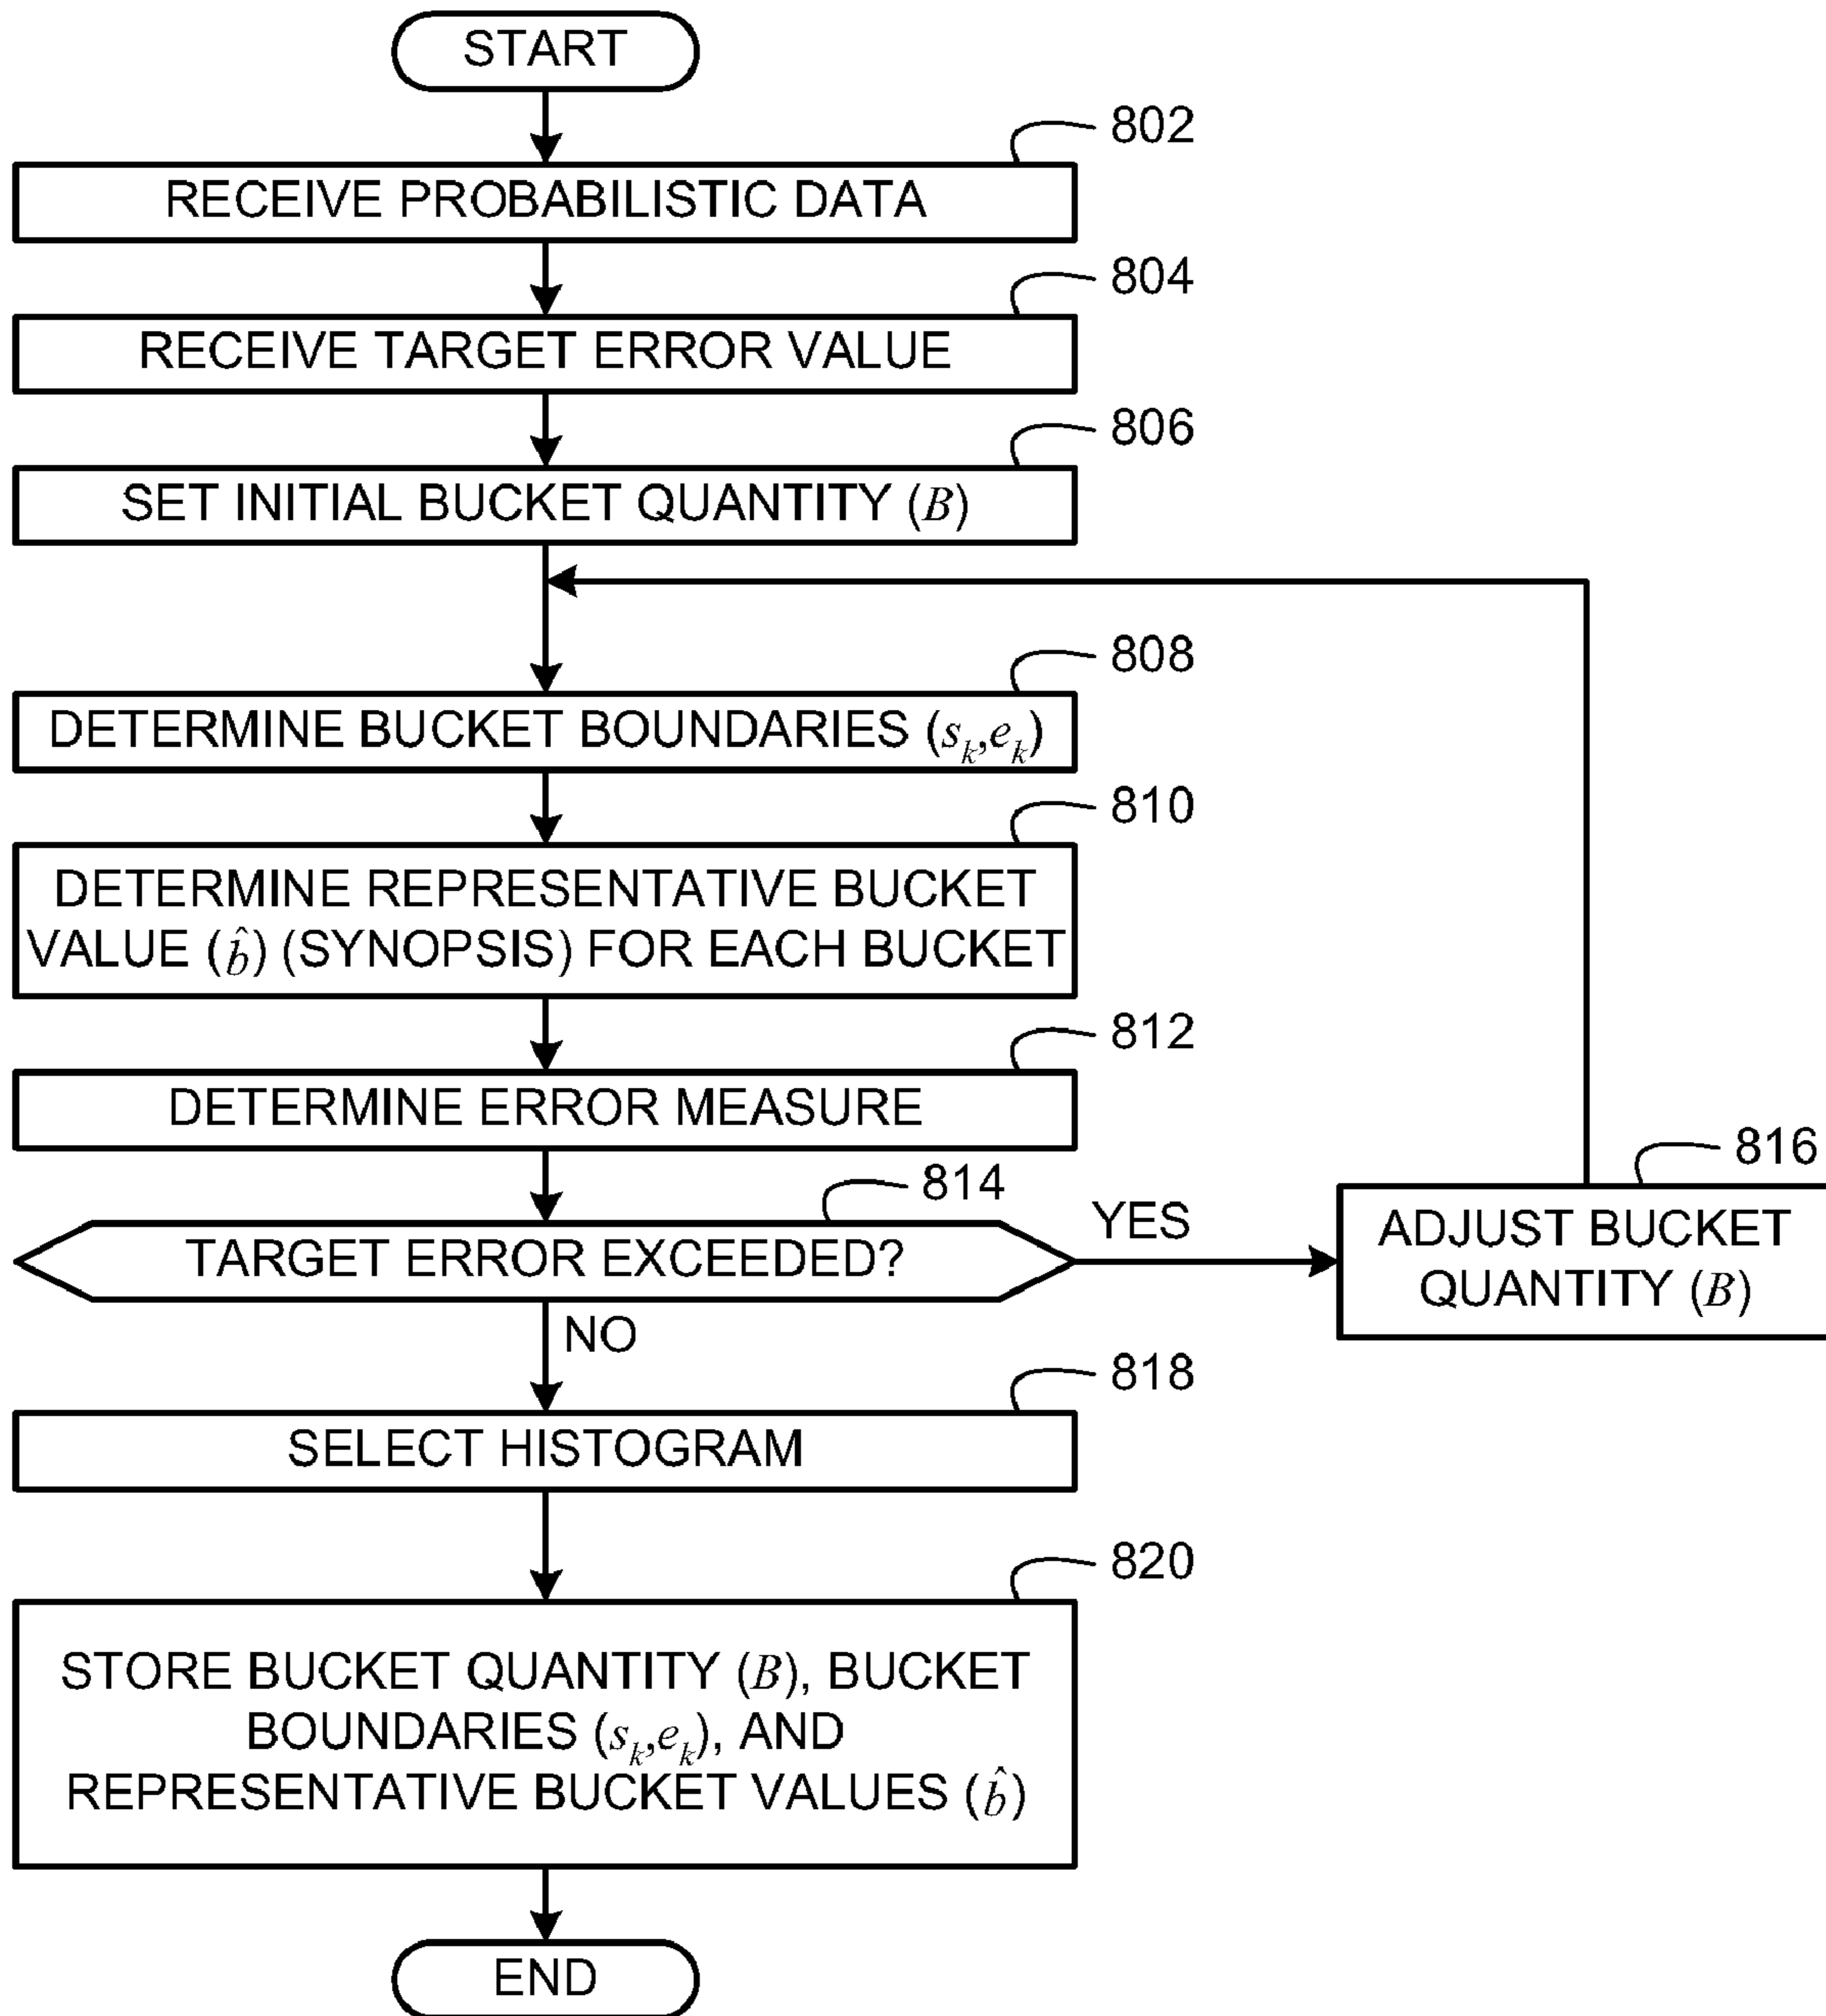 START
802
RECEIVE PROBABILISTIC DATA
804
RECEIVE TARGET ERROR VALUE
806
SET INITIAL BUCKET QUANTITY (B)
808
DETERMINE BUCKET BOUNDARIES (s_k,e_k)
810
DETERMINE REPRESENTATIVE BUCKET
VALUE (b̂) (SYNOPSIS) FOR EACH BUCKET
812
DETERMINE ERROR MEASURE
814
TARGET ERROR EXCEEDED?
YES
816
ADJUST BUCKET
QUANTITY (B)
NO
818
SELECT HISTOGRAM
820
STORE BUCKET QUANTITY (B), BUCKET
BOUNDARIES (s_k,e_k), AND
REPRESENTATIVE BUCKET VALUES (b̂)
END